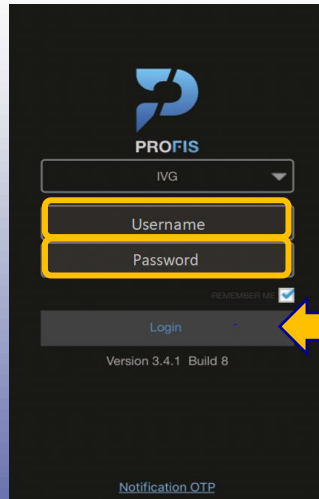 PROFIS
IVG
Username
Password
REMEMBER ME
Login
Version 3.4.1 Build 8
Notification OTP